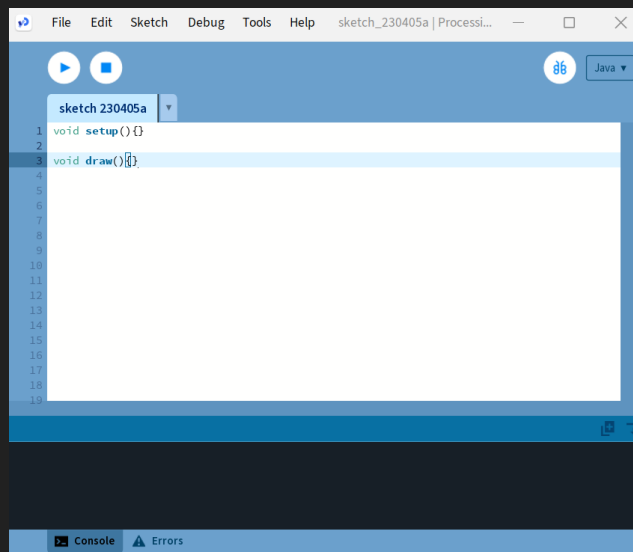 File Edit Sketch Debug Tools Help sketch_230405a | Processi...
Java ▾
sketch 230405a ▾
1 void setup(){}
2
3 void draw(){}
4
5
6
7
8
9
10
11
12
13
14
15
16
17
18
19
Console Errors